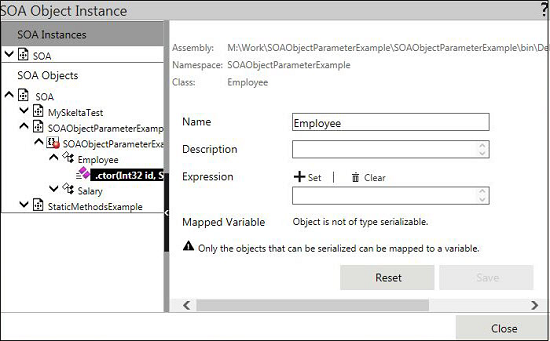 SOA Object Instance ?
SOA Instances
SOA
SOA Objects
SOA
MySkeltaTest
SOAObjectParameterExamp
SOAObjectParameterExa
Employee
.ctor(Int32 id, S
Salary
StaticMethodsExample
Assembly: M:\Work\SOAObjectParameterExample\SOAObjectParameterExample\bin\De
Namespace: SOAObjectParameterExample
Class: Employee
Name Employee
Description
Expression Set | Clear
Mapped Variable Object is not of type serializable.
Only the objects that can be serialized can be mapped to a variable.
Reset Save
Close